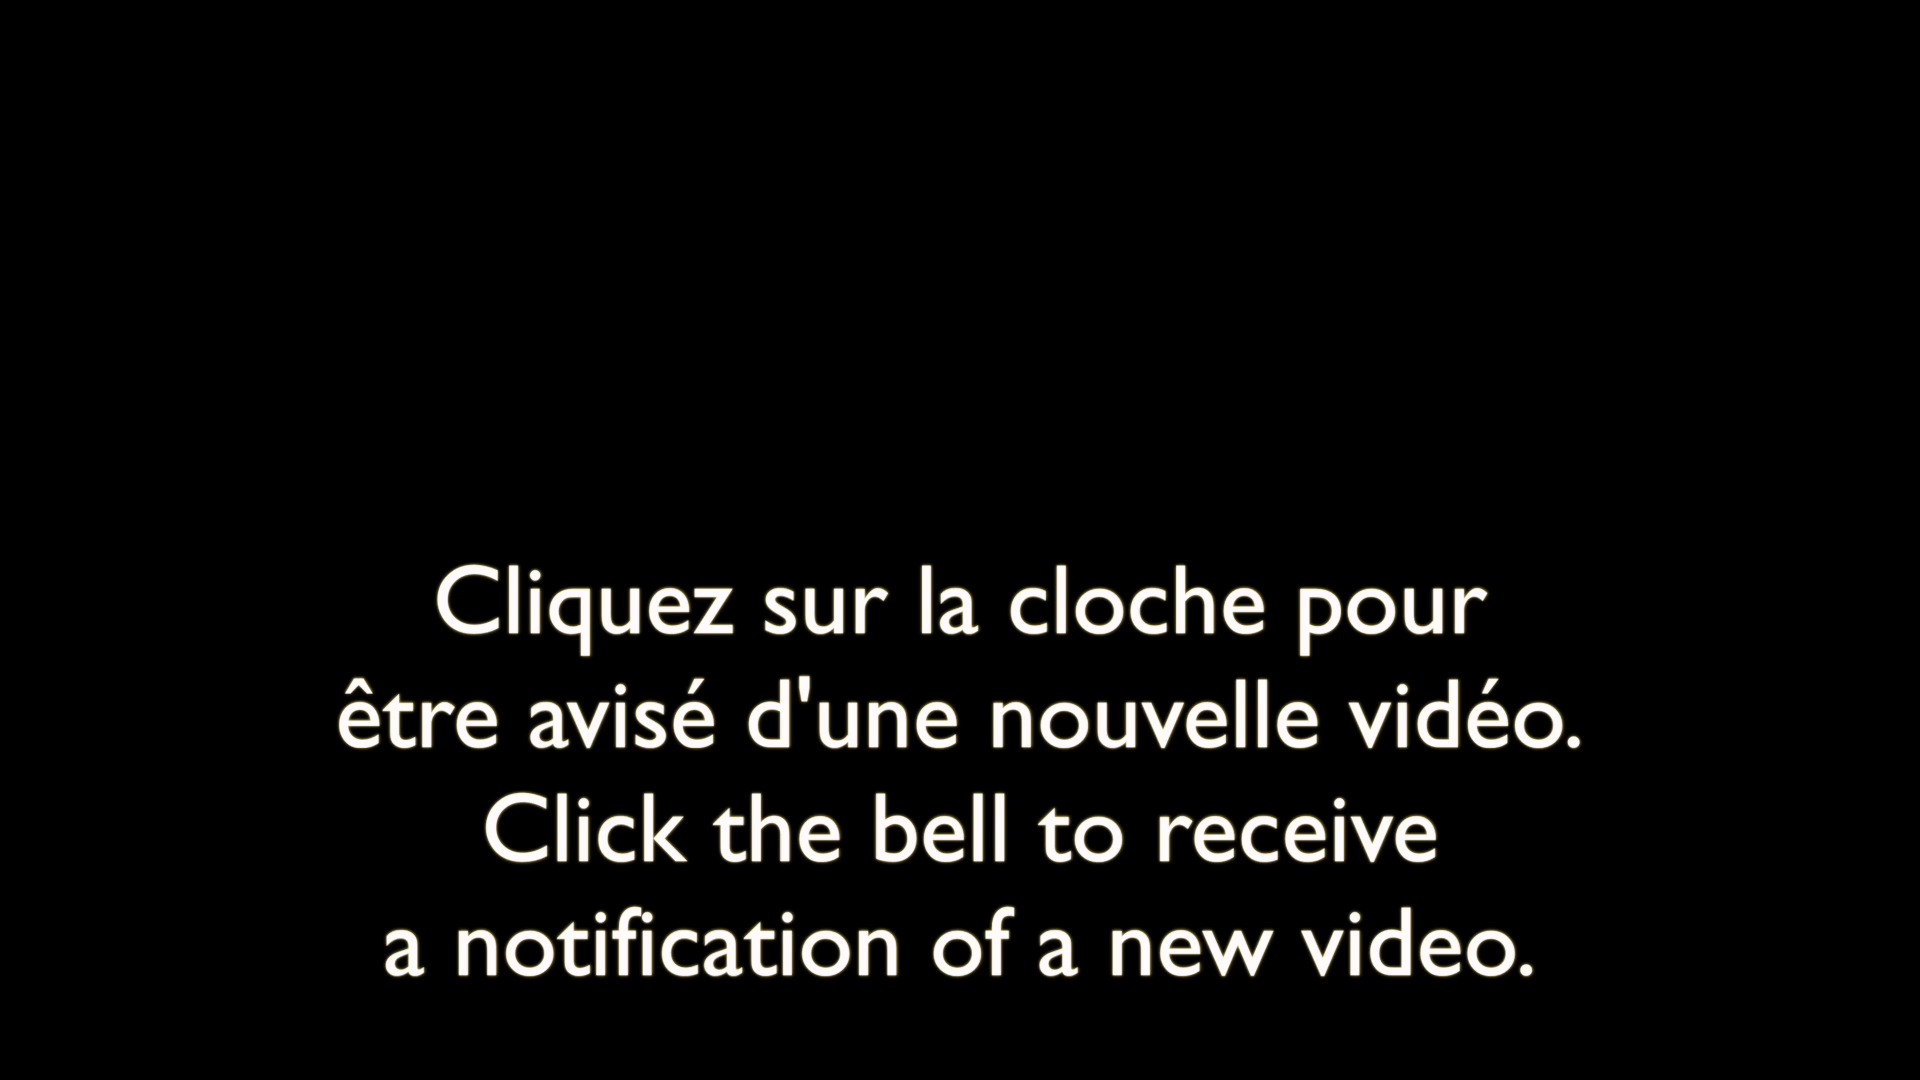 Cliquez sur la cloche pour
être avisé d'une nouvelle vidéo.
Click the bell to receive
a notification of a new video.